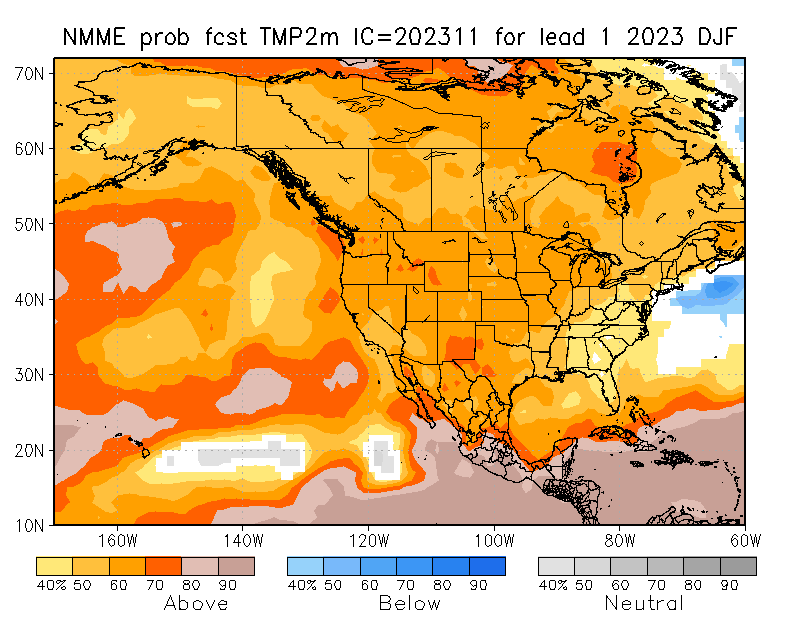 NMME prob fcst TMP2m IC=202311 for lead 1 2023 DJF
70N
60N
50N
40N
30N
20N
10N
160W 140W 120W 100W 80W 60W
40% 50 60 70 80 90 40% 50 60 70 80 90 40% 50 60 70 80 90
Above Below Neutral